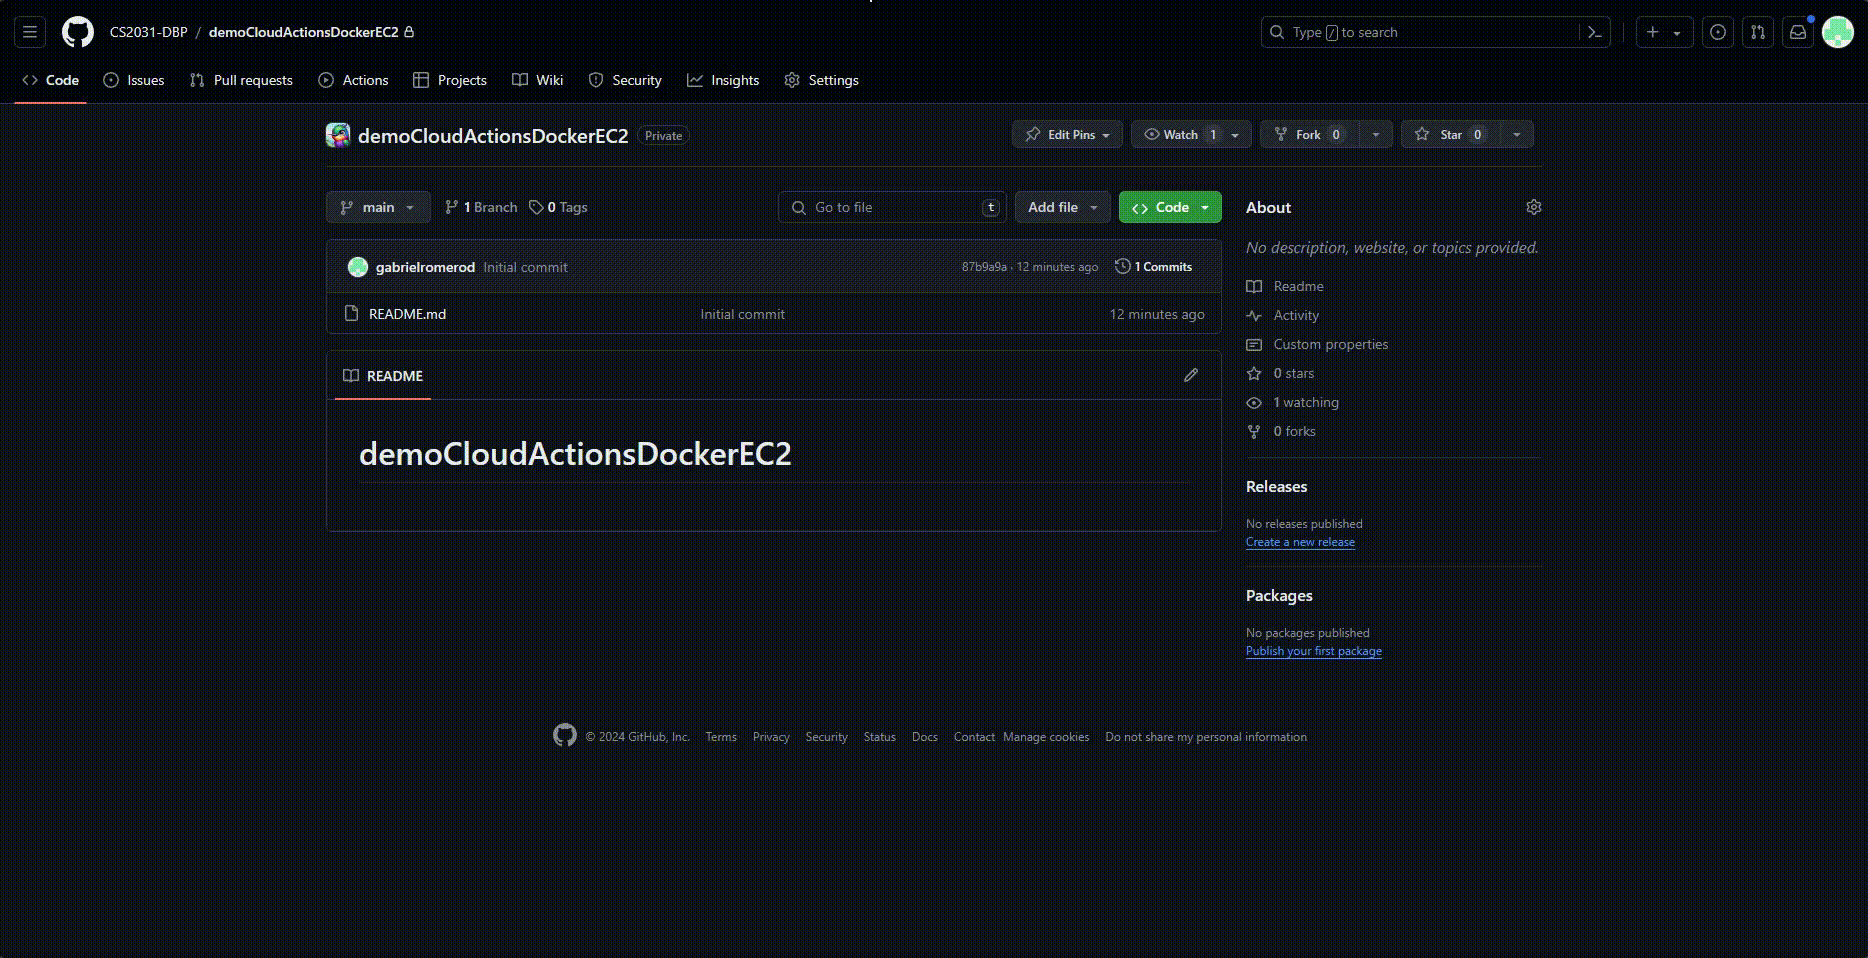 CS2031-DBP / demoCloudActionsDockerEC2
Type / to search
Code Issues Pull requests Actions Projects Wiki Security Insights Settings
demoCloudActionsDockerEC2 Private
Edit Pins Watch 1 Fork 0 Star 0
main 1 Branch 0 Tags
Go to file t
Add file
Code
gabrielromerod Initial commit 87b9a9a · 12 minutes ago 1 Commits
README.md Initial commit 12 minutes ago
README
demoCloudActionsDockerEC2
About
No description, website, or topics provided.
Readme
Activity
Custom properties
0 stars
1 watching
0 forks
Releases
No releases published
Create a new release
Packages
No packages published
Publish your first package
© 2024 GitHub, Inc. Terms Privacy Security Status Docs Contact Manage cookies Do not share my personal information